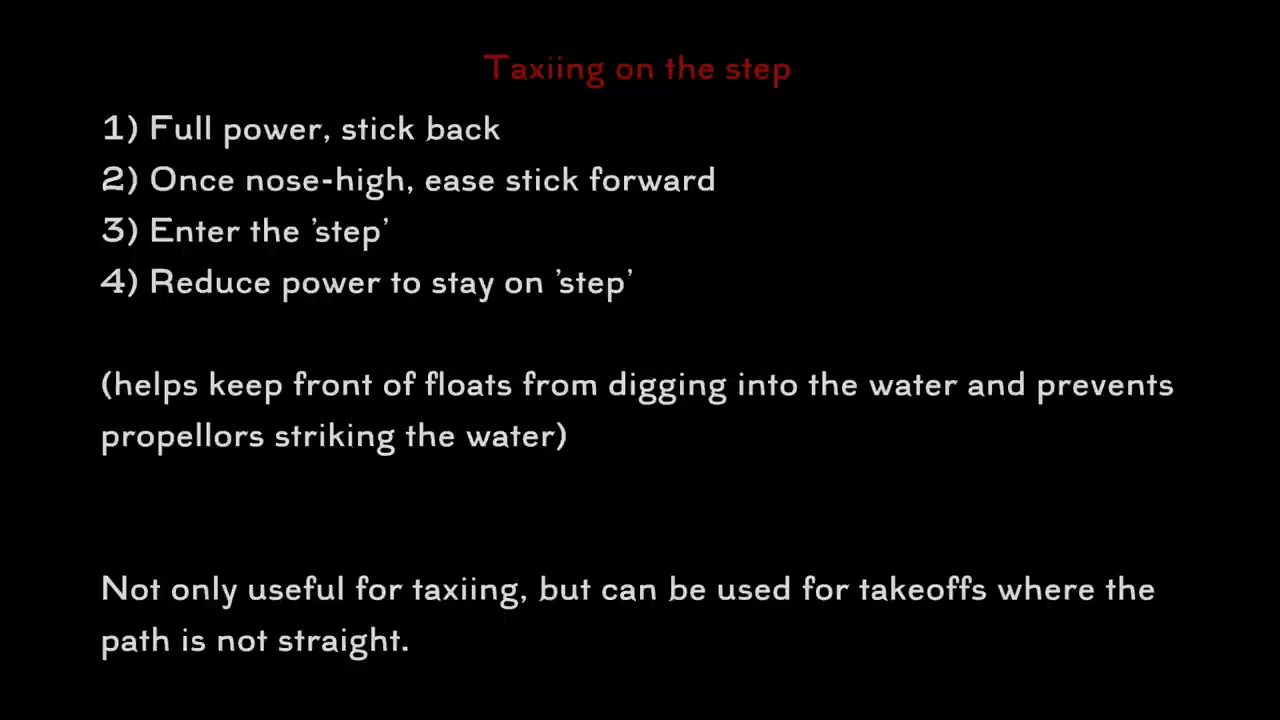 Taxiing on the step
1) Full power, stick back
2) Once nose-high, ease stick forward
3) Enter the 'step'
4) Reduce power to stay on 'step'
(helps keep front of floats from digging into the water and prevents
propellors striking the water)
Not only useful for taxiing, but can be used for takeoffs where the
path is not straight.